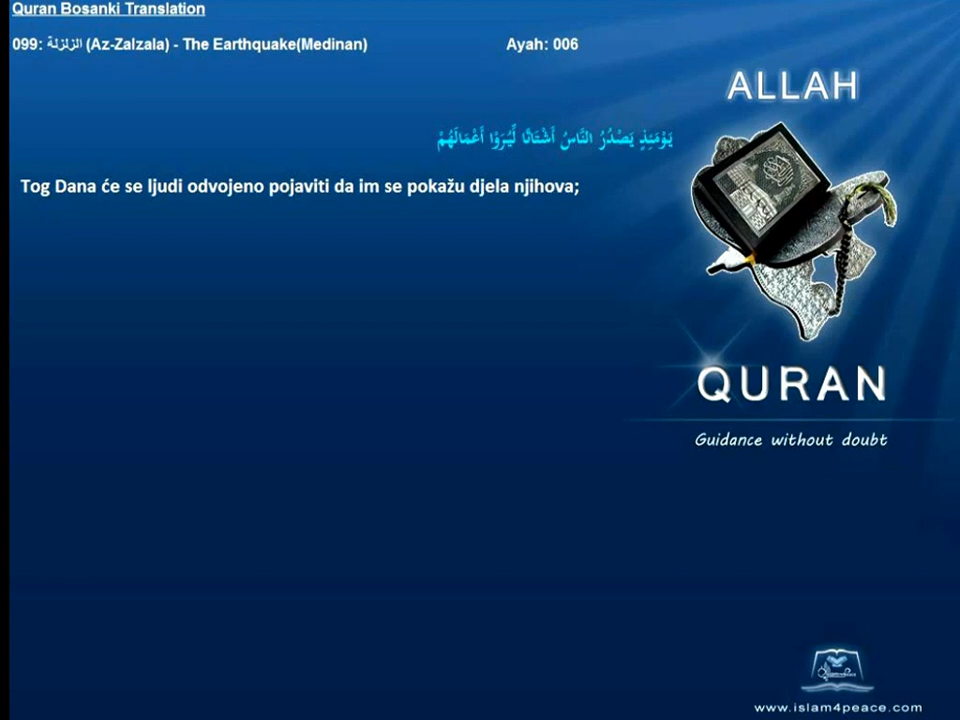 Quran Bosanki Translation
099: الزلزلة (Az-Zalzala) - The Earthquake(Medinan) Ayah: 006
ALLAH
يَوْمَئِذٍ يَصْدُرُ النَّاسُ أَشْتَاتًا لِّيُرَوْا أَعْمَالَهُمْ
Tog Dana će se ljudi odvojeno pojaviti da im se pokažu djela njihova;
QURAN
Guidance without doubt
www.islam4peace.com